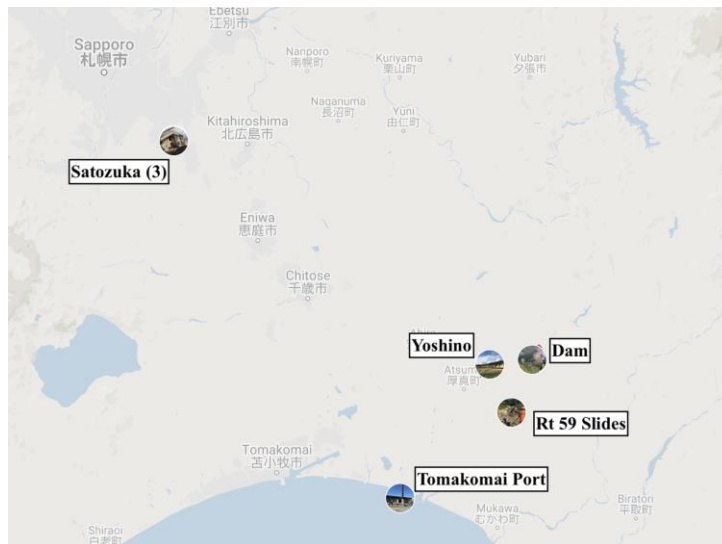 Ebetsu
江別市
Sapporo
札幌市
Nanporo
南幌町
Kuriyama
栗山町
Yubari
夕張市
Naganuma
長沼町
Yuni
由仁町
Kitahiroshima
北広島市
Satozuka (3)
Eniwa
恵庭市
Chitose
千歳市
Yoshino
Dam
厚真町
Rt 59 Slides
Tomakomai
苫小牧市
Tomakomai Port
Mukawa
むかわ町
Biratori
平取町
Shiraoi
白老町